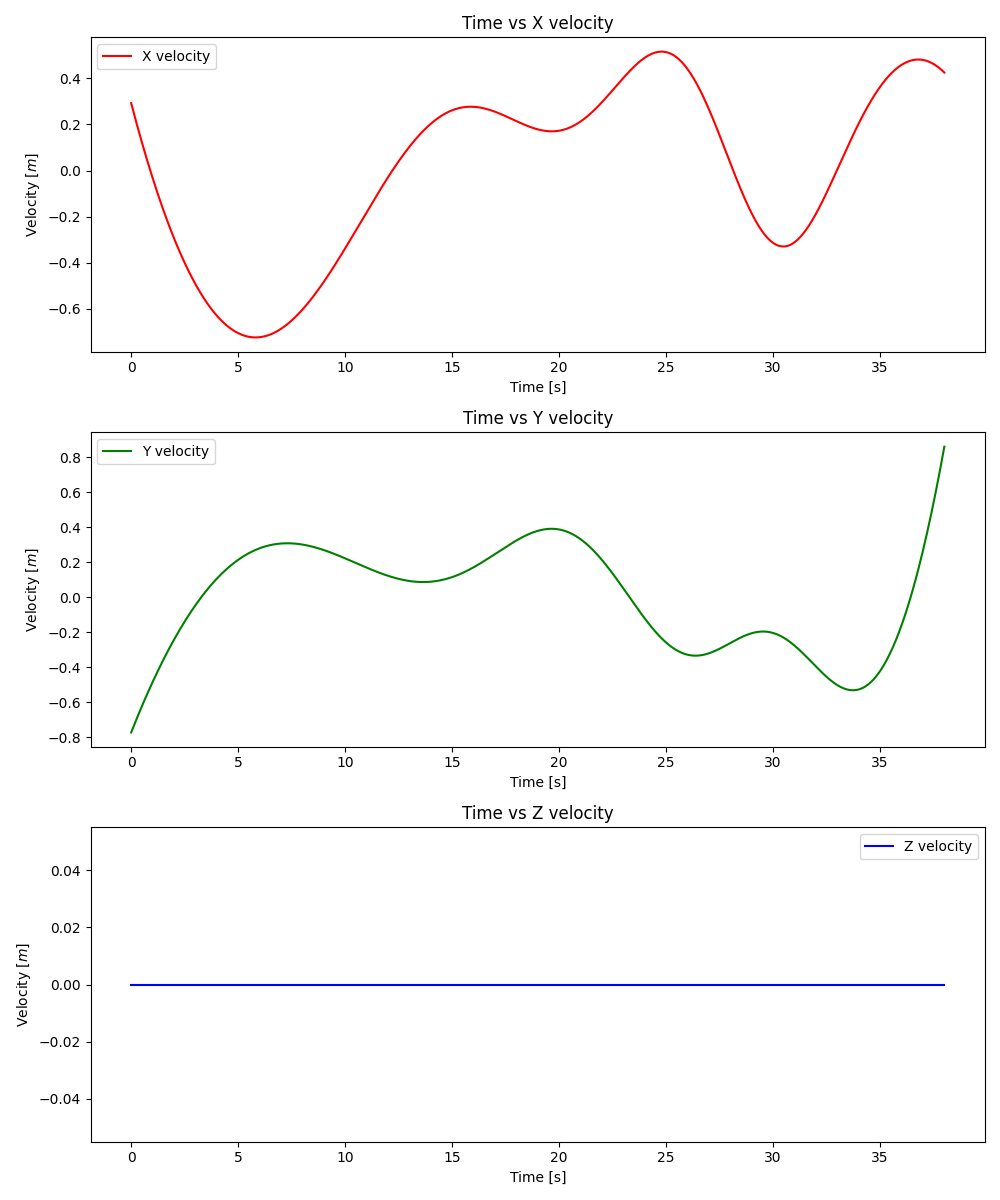 Time vs X velocity
X velocity
0.4
0.2
0.0
−0.2
−0.4
−0.6
Velocity [m]
0 5 10 15 20 25 30 35
Time [s]
Time vs Y velocity
Y velocity
0.8
0.6
0.4
0.2
0.0
−0.2
−0.4
−0.6
−0.8
Velocity [m]
0 5 10 15 20 25 30 35
Time [s]
Time vs Z velocity
Z velocity
0.04
0.02
0.00
−0.02
−0.04
Velocity [m]
0 5 10 15 20 25 30 35
Time [s]